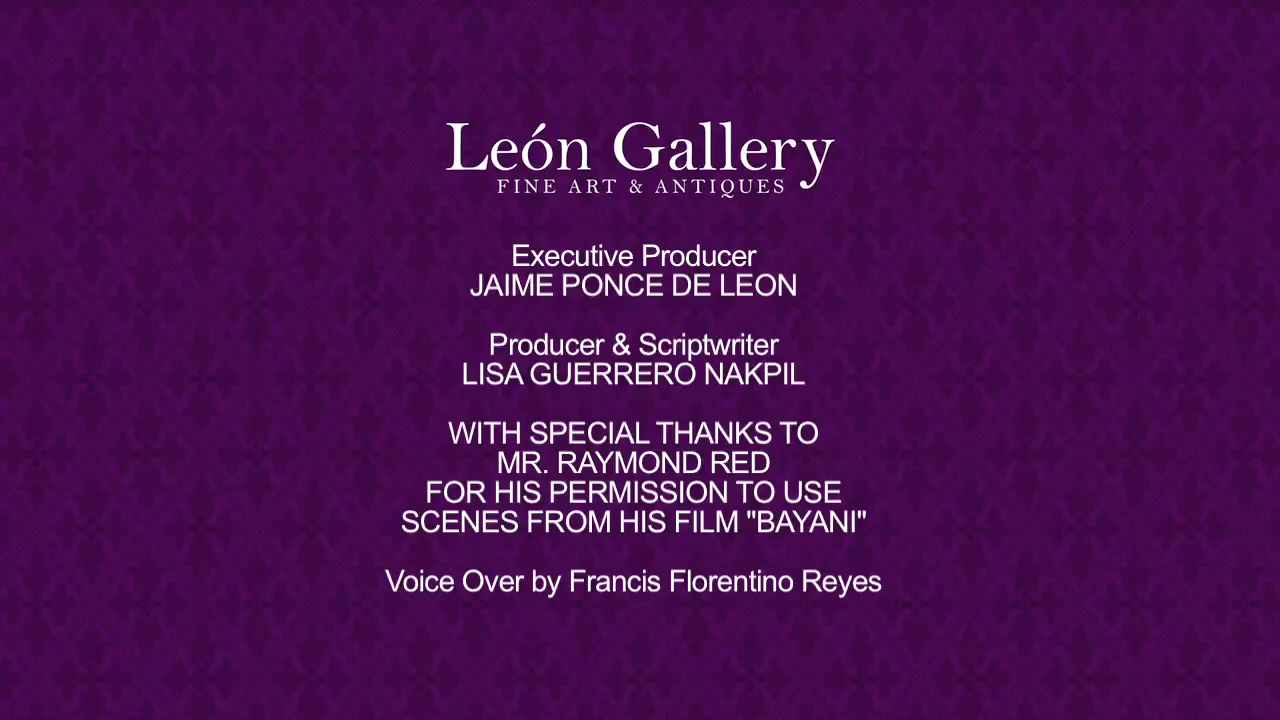 León Gallery
FINE ART & ANTIQUES
Executive Producer
JAIME PONCE DE LEON
Producer & Scriptwriter
LISA GUERRERO NAKPIL
WITH SPECIAL THANKS TO
MR. RAYMOND RED
FOR HIS PERMISSION TO USE
SCENES FROM HIS FILM "BAYANI"
Voice Over by Francis Florentino Reyes